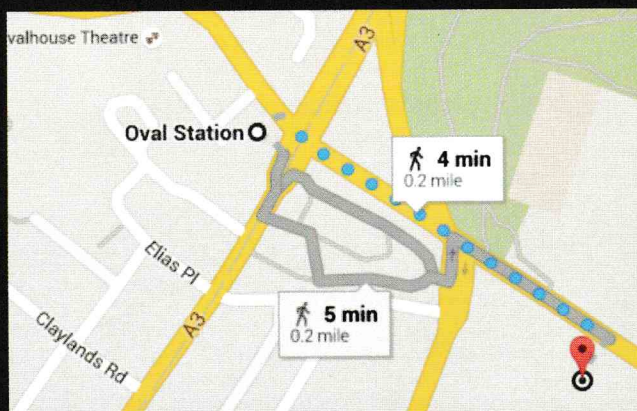 valhouse Theatre
A3
Oval Station
4 min
0.2 mile
Elias Pl
5 min
0.2 mile
A3
Claylands Rd